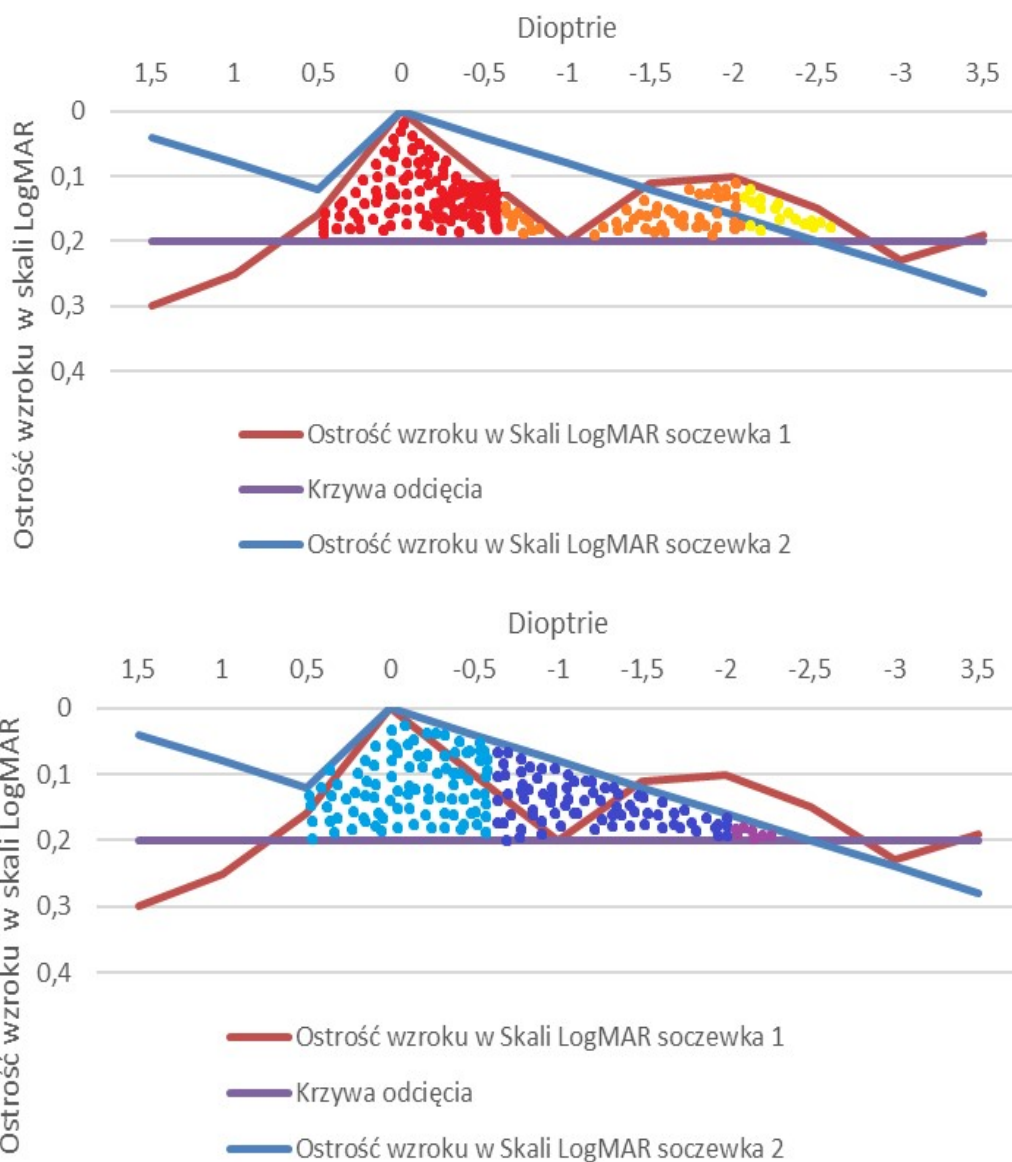 Dioptrie
1,5 1 0,5 0 -0,5 -1 -1,5 -2 -2,5 -3 3,5
0
0,1
0,2
0,3
0,4
Ostrość wzroku w skali LogMAR
Ostrość wzroku w Skali LogMAR soczewka 1
Krzywa odcięcia
Ostrość wzroku w Skali LogMAR soczewka 2
Dioptrie
1,5 1 0,5 0 -0,5 -1 -1,5 -2 -2,5 -3 3,5
0
0,1
0,2
0,3
0,4
Ostrość wzroku w skali LogMAR
Ostrość wzroku w Skali LogMAR soczewka 1
Krzywa odcięcia
Ostrość wzroku w Skali LogMAR soczewka 2